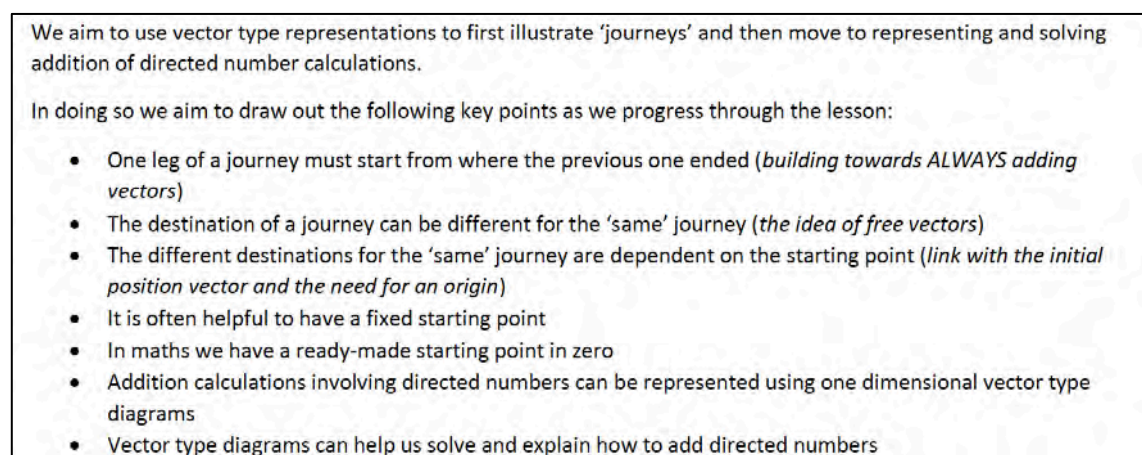 We aim to use vector type representations to first illustrate ‘journeys’ and then move to representing and solving
addition of directed number calculations.
In doing so we aim to draw out the following key points as we progress through the lesson:
• One leg of a journey must start from where the previous one ended (building towards ALWAYS adding
vectors)
• The destination of a journey can be different for the ‘same’ journey (the idea of free vectors)
• The different destinations for the ‘same’ journey are dependent on the starting point (link with the initial
position vector and the need for an origin)
• It is often helpful to have a fixed starting point
• In maths we have a ready-made starting point in zero
• Addition calculations involving directed numbers can be represented using one dimensional vector type
diagrams
• Vector type diagrams can help us solve and explain how to add directed numbers